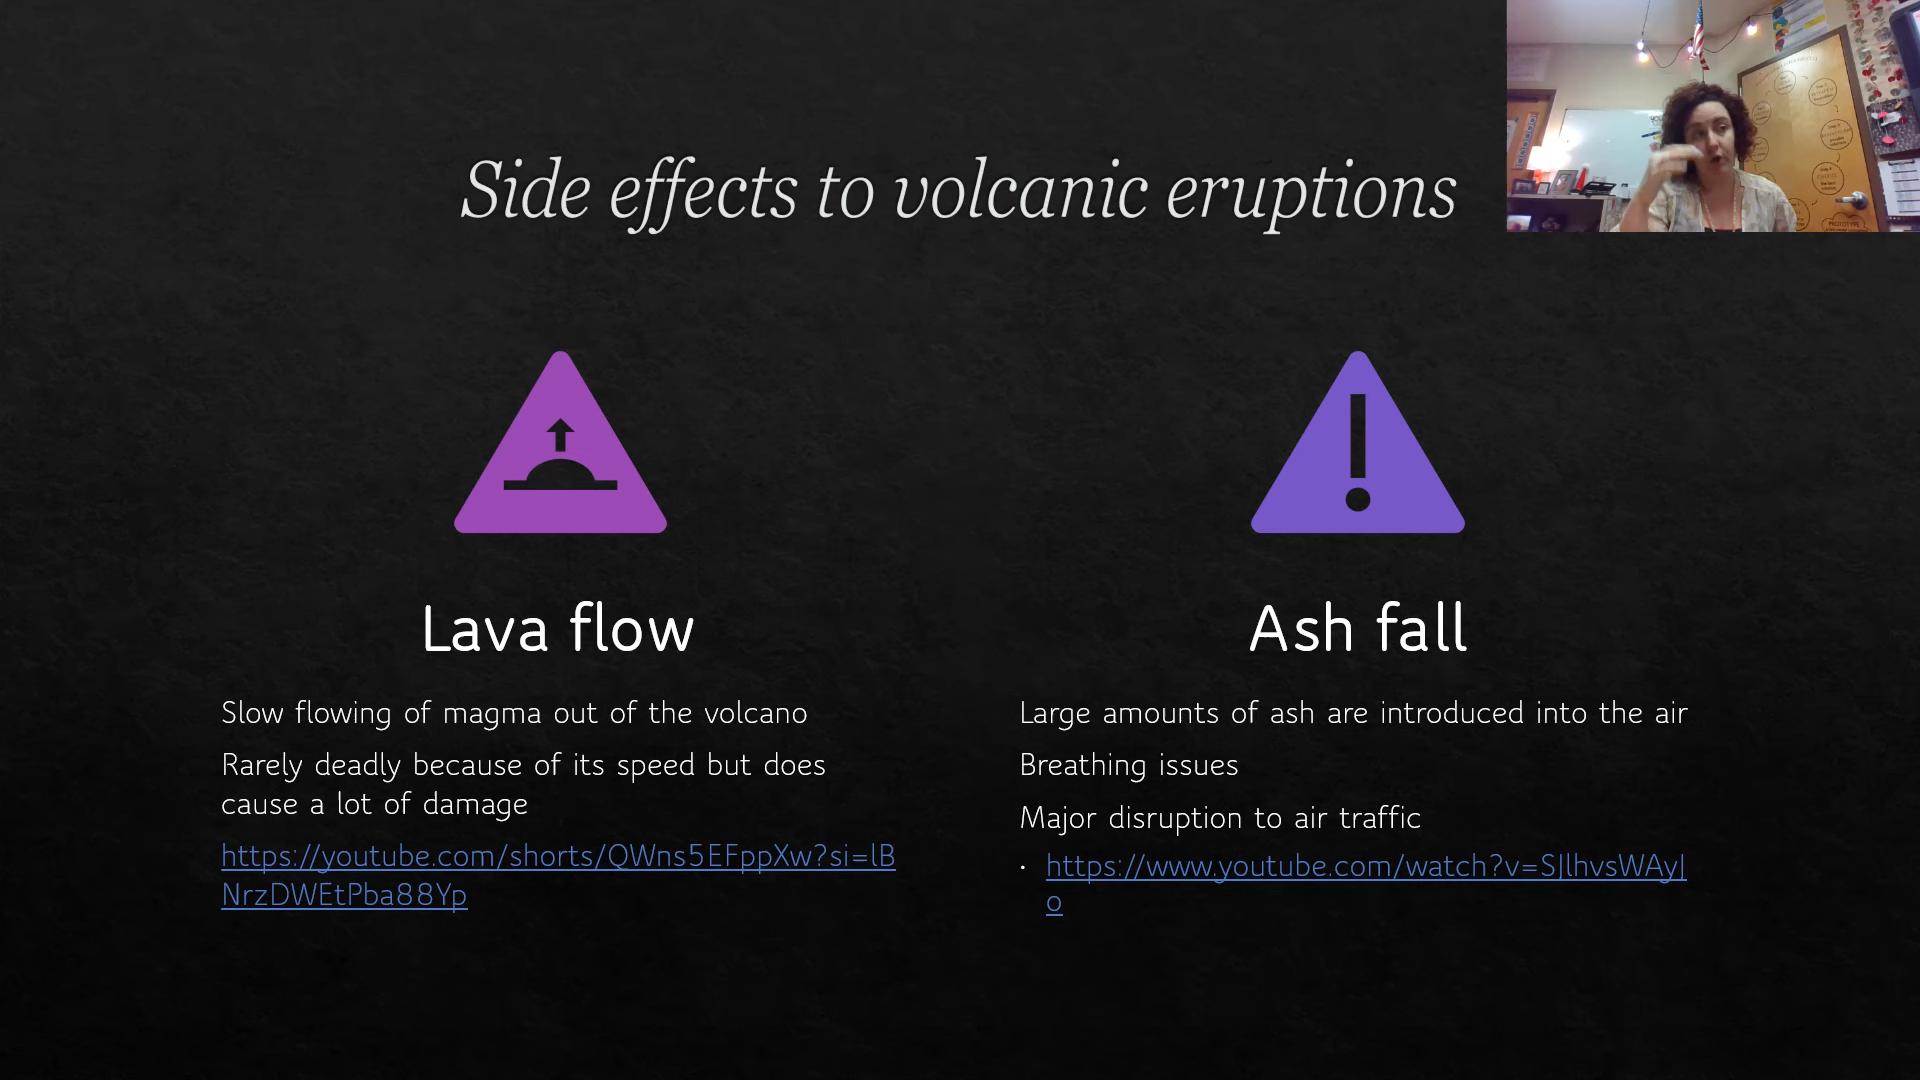 Side effects to volcanic eruptions
Lava flow
Slow flowing of magma out of the volcano
Rarely deadly because of its speed but does
cause a lot of damage
https://youtube.com/shorts/QWns5EFppXw?si=lB
NrzDWEtPba88Yp
Ash fall
Large amounts of ash are introduced into the air
Breathing issues
Major disruption to air traffic
• https://www.youtube.com/watch?v=SJlhvsWAyJ
o
PROTOTYPE